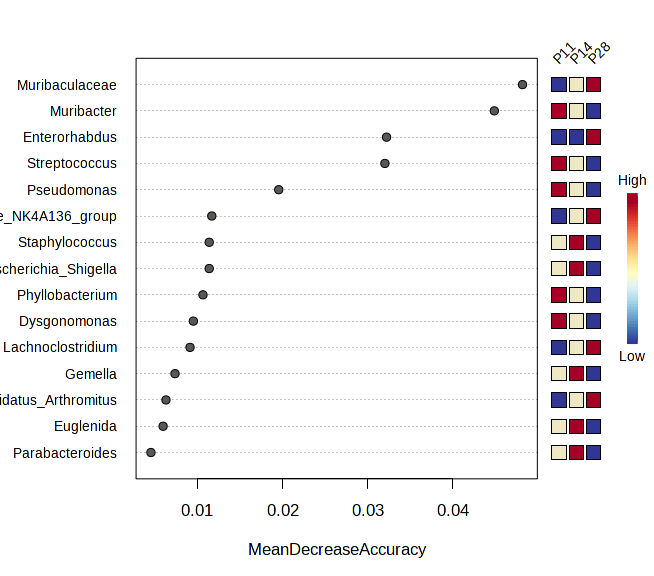 P11 P14 P28
Muribaculaceae
Muribacter
Enterorhabdus
Streptococcus
Pseudomonas
e_NK4A136_group
Staphylococcus
scherichia_Shigella
Phyllobacterium
Dysgonomonas
Lachnoclostridium
Gemella
idatus_Arthromitus
Euglenida
Parabacteroides
High
Low
0.01 0.02 0.03 0.04
MeanDecreaseAccuracy